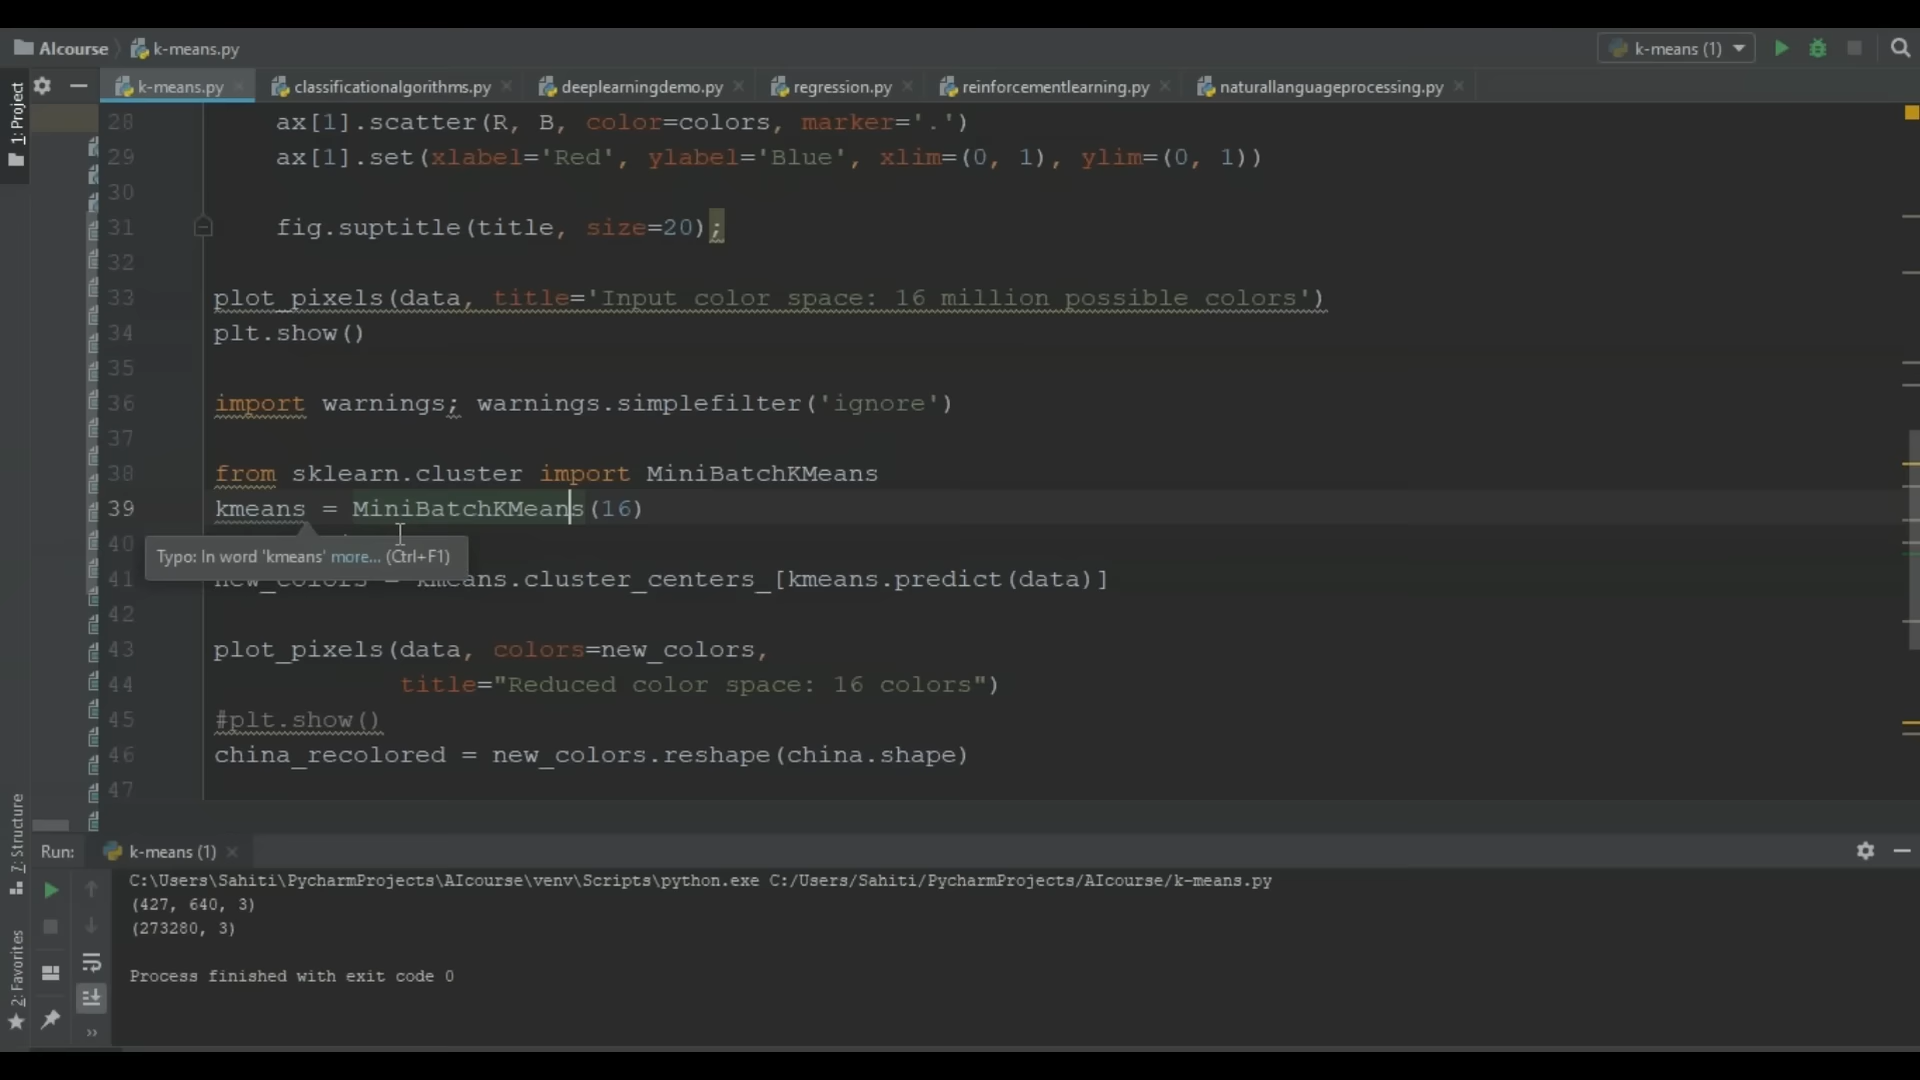 AIcourse k-means.py k-means (1)
1: Project
k-means.py classificationalgorithms.py deeplearningdemo.py regression.py reinforcementlearning.py naturallanguageprocessing.py
28 ax[1].scatter(R, B, color=colors, marker='.')
29 ax[1].set(xlabel='Red', ylabel='Blue', xlim=(0, 1), ylim=(0, 1))
30
31 fig.suptitle(title, size=20);
32
33 plot_pixels(data, title='Input color space: 16 million possible colors')
34 plt.show()
35
36 import warnings; warnings.simplefilter('ignore')
37
38 from sklearn.cluster import MiniBatchKMeans
39 kmeans = MiniBatchKMeans(16)
40
Typo: In word 'kmeans' more... (Ctrl+F1)
41 new_colors = kmeans.cluster_centers_[kmeans.predict(data)]
42
43 plot_pixels(data, colors=new_colors,
44 title="Reduced color space: 16 colors")
45 #plt.show()
46 china_recolored = new_colors.reshape(china.shape)
47
7: Structure
2: Favorites
Run: k-means (1)
C:\Users\Sahiti\PycharmProjects\AIcourse\venv\Scripts\python.exe C:/Users/Sahiti/PycharmProjects/AIcourse/k-means.py
(427, 640, 3)
(273280, 3)
Process finished with exit code 0